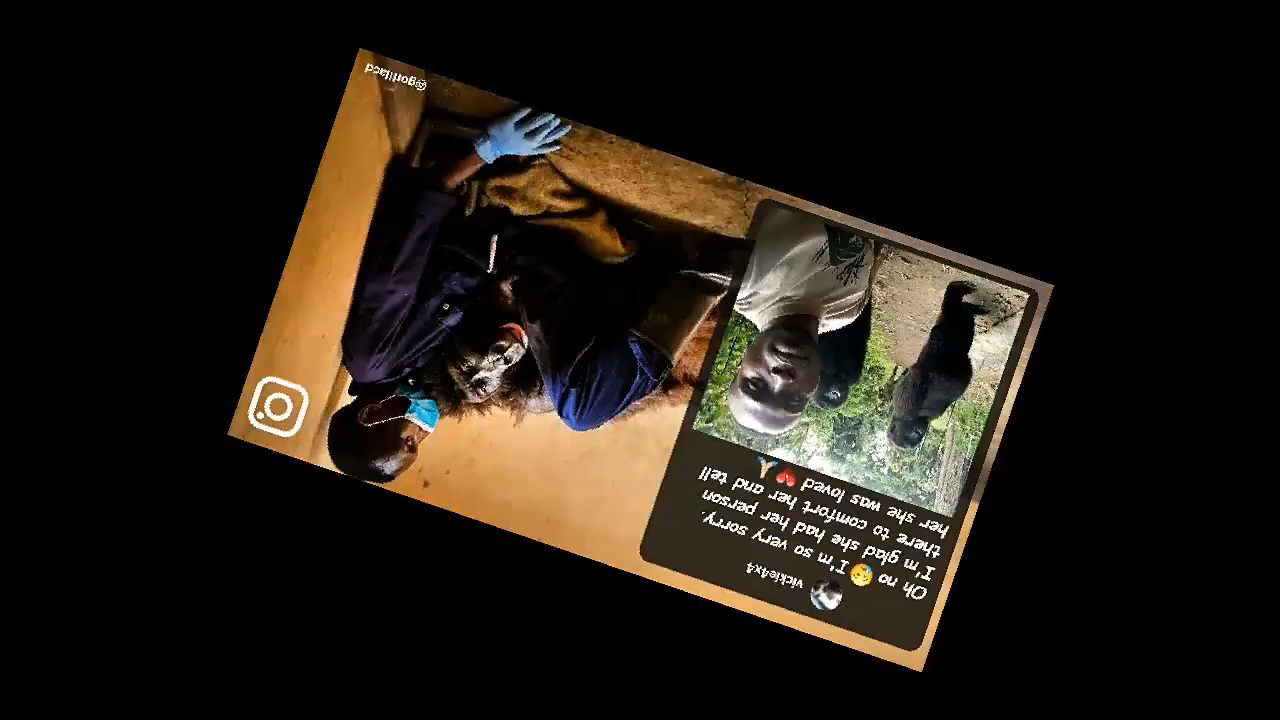 vickie4x4
Oh no 😥 I'm so very sorry.
I'm glad she had her person
there to comfort her and tell
her she was loved ❤️🙏🏻
@gorillacd